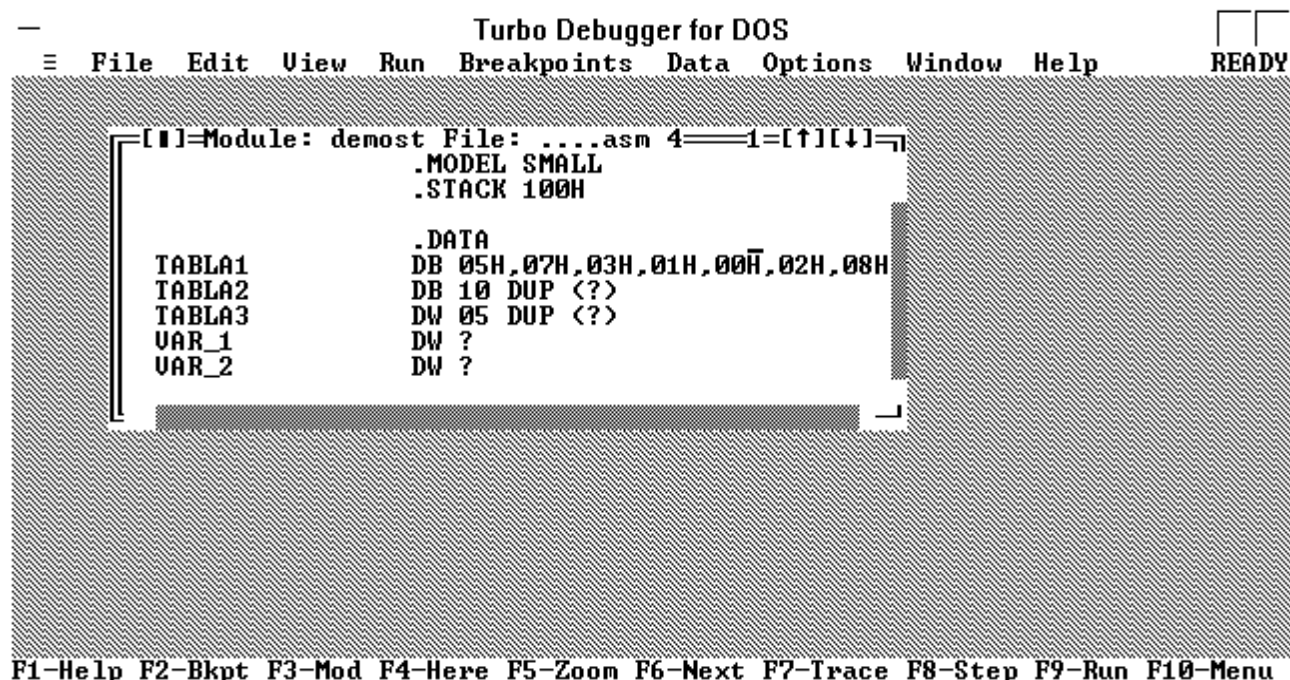 Turbo Debugger for DOS
≡ File Edit View Run Breakpoints Data Options Window Help READY
[▮]=Module: demost File: ....asm 4 1=[↑][↓]
.MODEL SMALL
.STACK 100H
.DATA
TABLA1 DB 05H,07H,03H,01H,00H,02H,08H
TABLA2 DB 10 DUP (?)
TABLA3 DW 05 DUP (?)
VAR_1 DW ?
VAR_2 DW ?
F1-Help F2-Bkpt F3-Mod F4-Here F5-Zoom F6-Next F7-Trace F8-Step F9-Run F10-Menu